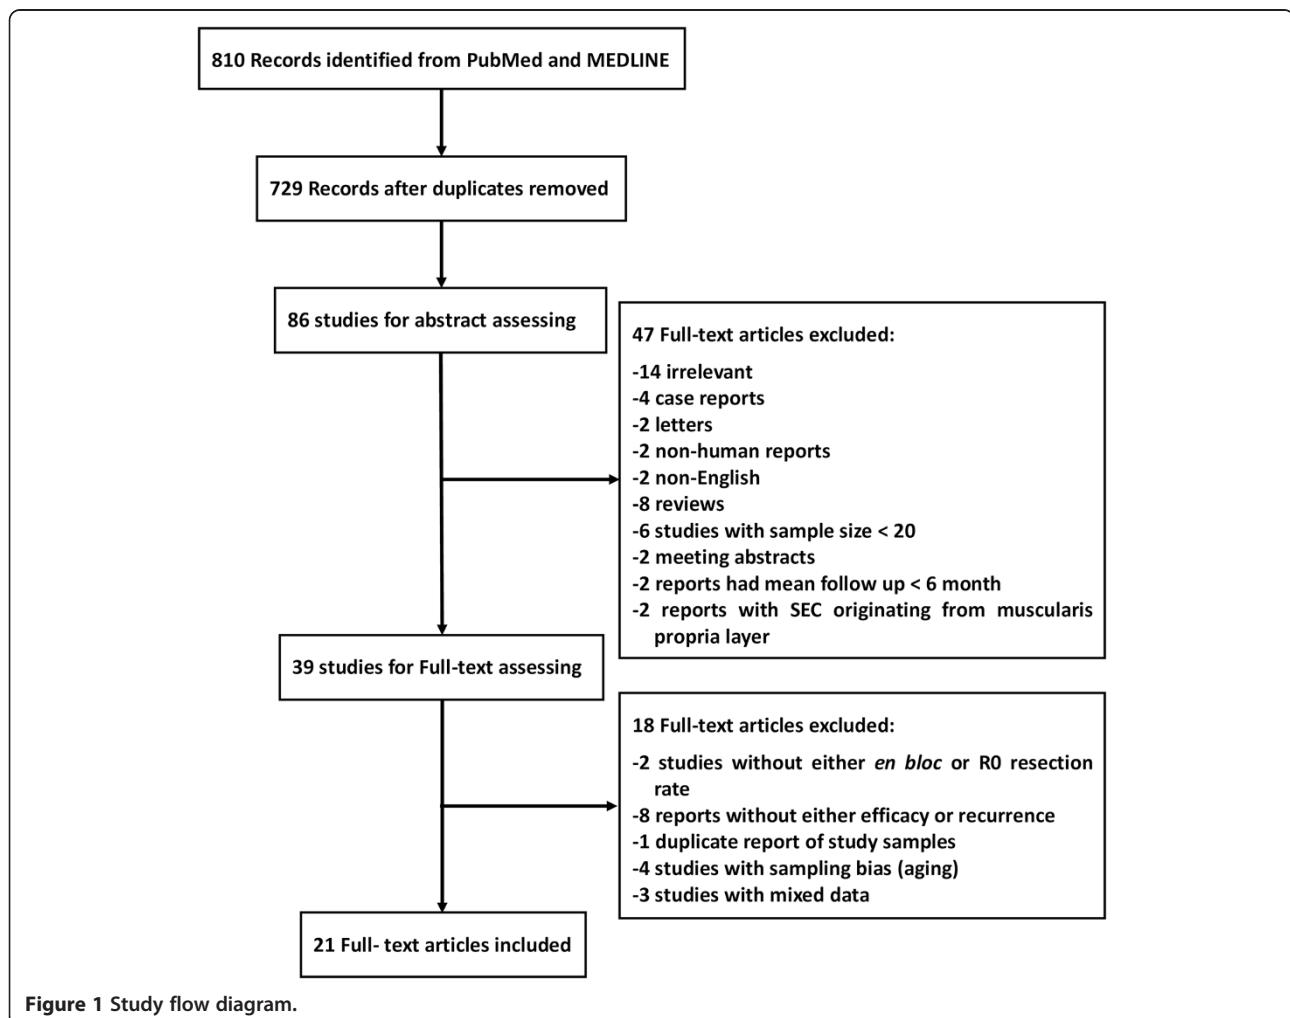 810 Records identified from PubMed and MEDLINE
729 Records after duplicates removed
86 studies for abstract assessing
47 Full-text articles excluded:
-14 irrelevant
-4 case reports
-2 letters
-2 non-human reports
-2 non-English
-8 reviews
-6 studies with sample size < 20
-2 meeting abstracts
-2 reports had mean follow up < 6 month
-2 reports with SEC originating from muscularis
propria layer
39 studies for Full-text assessing
18 Full-text articles excluded:
-2 studies without either en bloc or R0 resection
rate
-8 reports without either efficacy or recurrence
-1 duplicate report of study samples
-4 studies with sampling bias (aging)
-3 studies with mixed data
21 Full- text articles included
Figure 1 Study flow diagram.